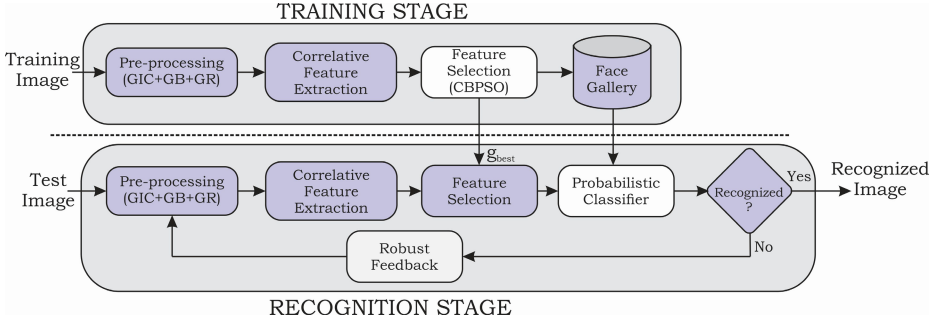 TRAINING STAGE
Training
Image
Pre-processing
(GIC+GB+GR)
Correlative
Feature
Extraction
Feature
Selection
(CBPSO)
Face
Gallery
gbest
Test
Image
Pre-processing
(GIC+GB+GR)
Correlative
Feature
Extraction
Feature
Selection
Probabilistic
Classifier
Recognized
?
Yes
Recognized
Image
No
Robust
Feedback
RECOGNITION STAGE